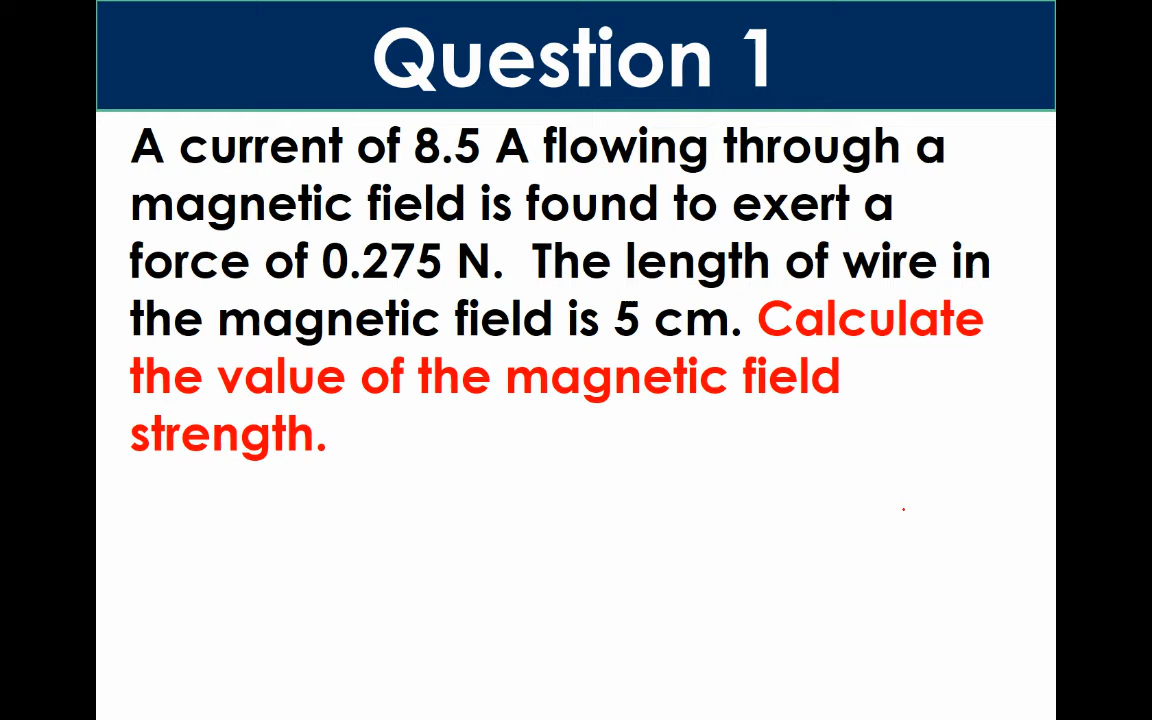 Question 1
A current of 8.5 A flowing through a
magnetic field is found to exert a
force of 0.275 N.  The length of wire in
the magnetic field is 5 cm. Calculate
the value of the magnetic field
strength.